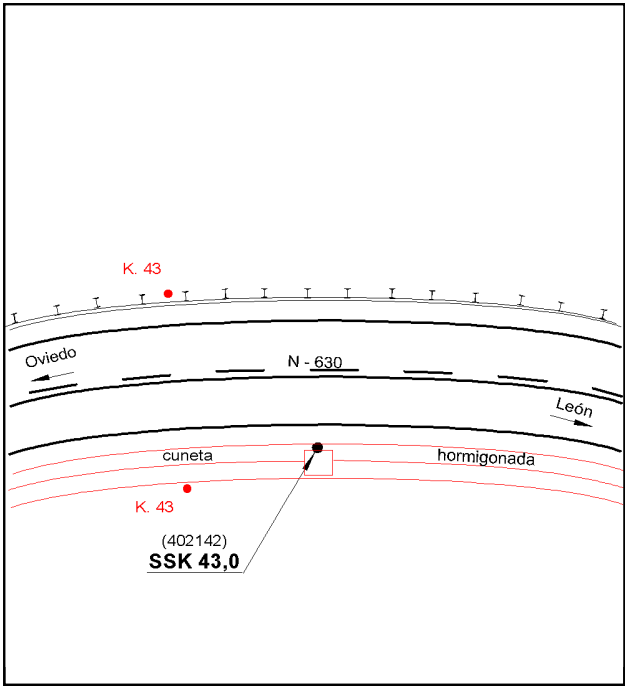 K. 43
Oviedo
N - 630
León
cuneta
hormigonada
K. 43
(402142)
SSK 43,0